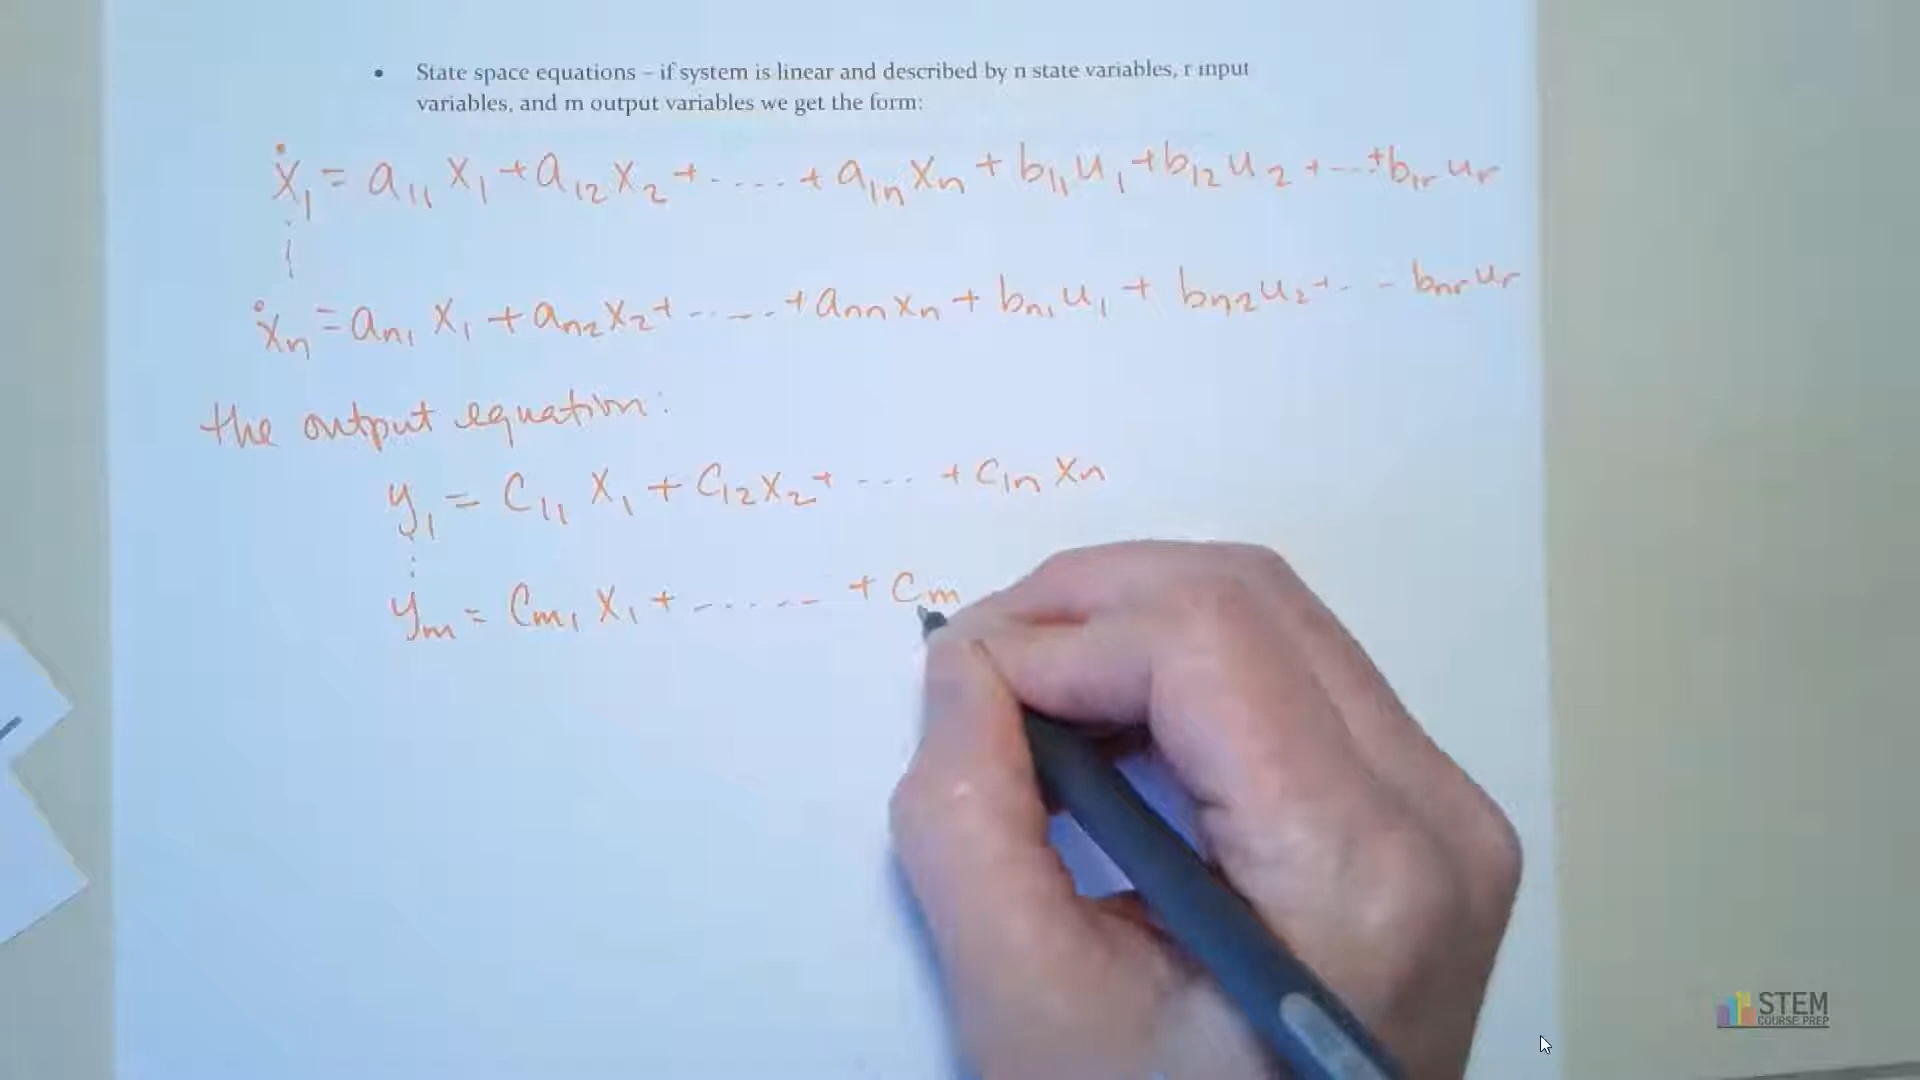 • State space equations – if system is linear and described by n state variables, r input
variables, and m output variables we get the form:
ẋ₁ = a₁₁ x₁ + a₁₂ x₂ + ..... + a₁ₙ xₙ + b₁₁ u₁ + b₁₂ u₂ + ... + b₁ᵣ uᵣ
⋮
ẋₙ = aₙ₁ x₁ + aₙ₂ x₂ + ..... + aₙₙ xₙ + bₙ₁ u₁ + bₙ₂ u₂ + ... bₙᵣ uᵣ
the output equation:
y₁ = C₁₁ x₁ + C₁₂ x₂ + .... + C₁ₙ xₙ
⋮
yₘ = Cₘ₁ x₁ + ...... + Cₘ
STEM
COURSE PREP